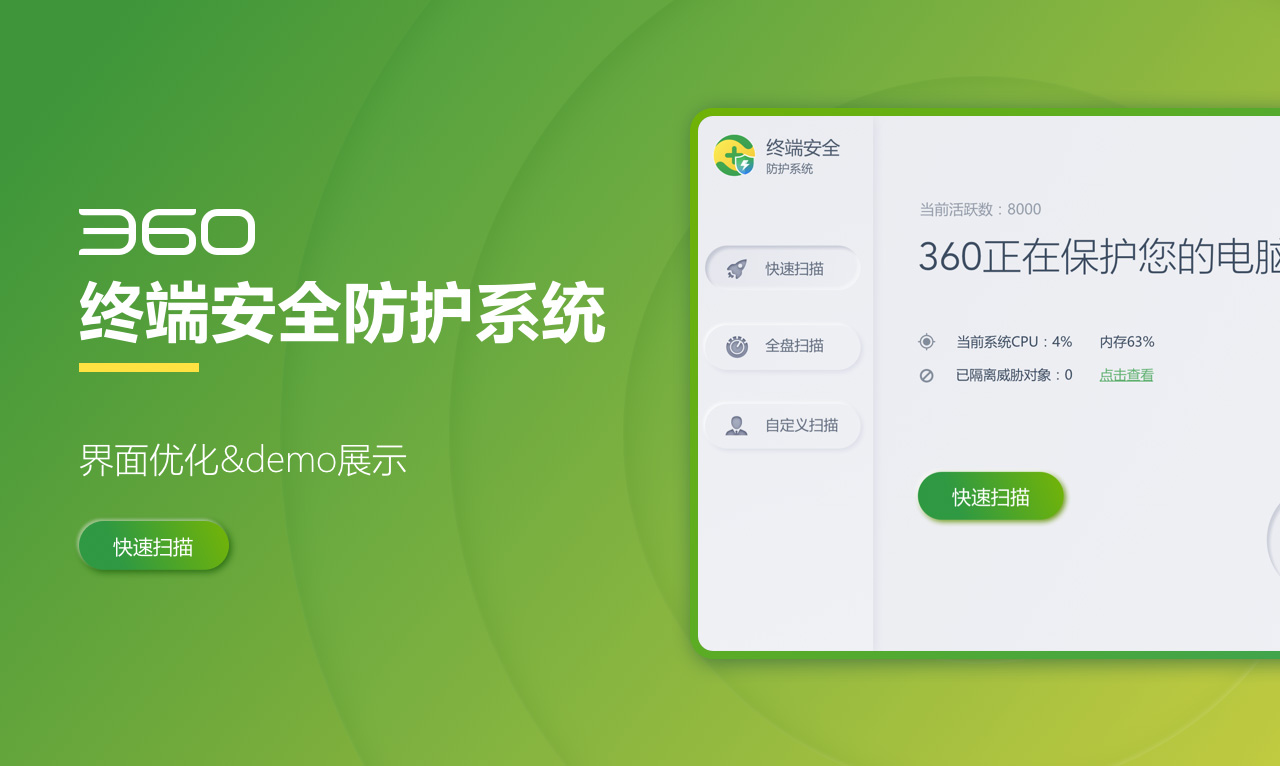 360
终端安全防护系统
界面优化&demo展示
快速扫描
终端安全
防护系统
快速扫描
全盘扫描
自定义扫描
当前活跃数：8000
360正在保护您的电脑
当前系统CPU：4% 内存63%
已隔离威胁对象：0 点击查看
快速扫描